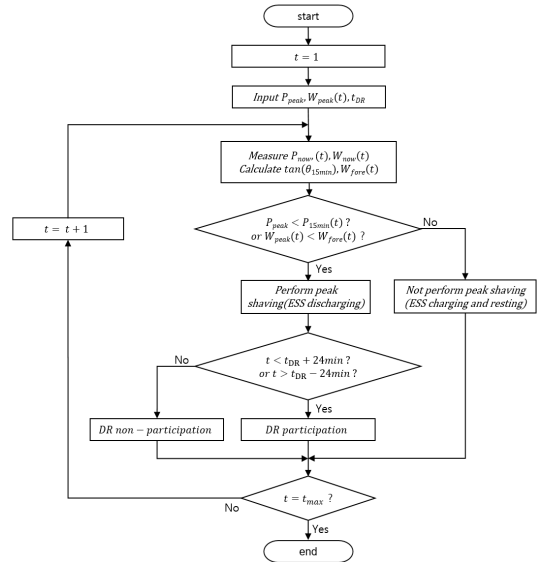 start
t = 1
Input P_peak, W_peak(t), t_DR
Measure P_now, (t), W_now(t)
Calculate tan(θ_15min), W_fore(t)
t = t + 1
P_peak < P_15min(t) ?
or W_peak(t) < W_fore(t) ?
No
Yes
Perform peak
shaving(ESS discharging)
Not perform peak shaving
(ESS charging and resting)
t < t_DR + 24min ?
or t > t_DR − 24min ?
No
Yes
DR non − participation
DR participation
t = t_max ?
No
Yes
end